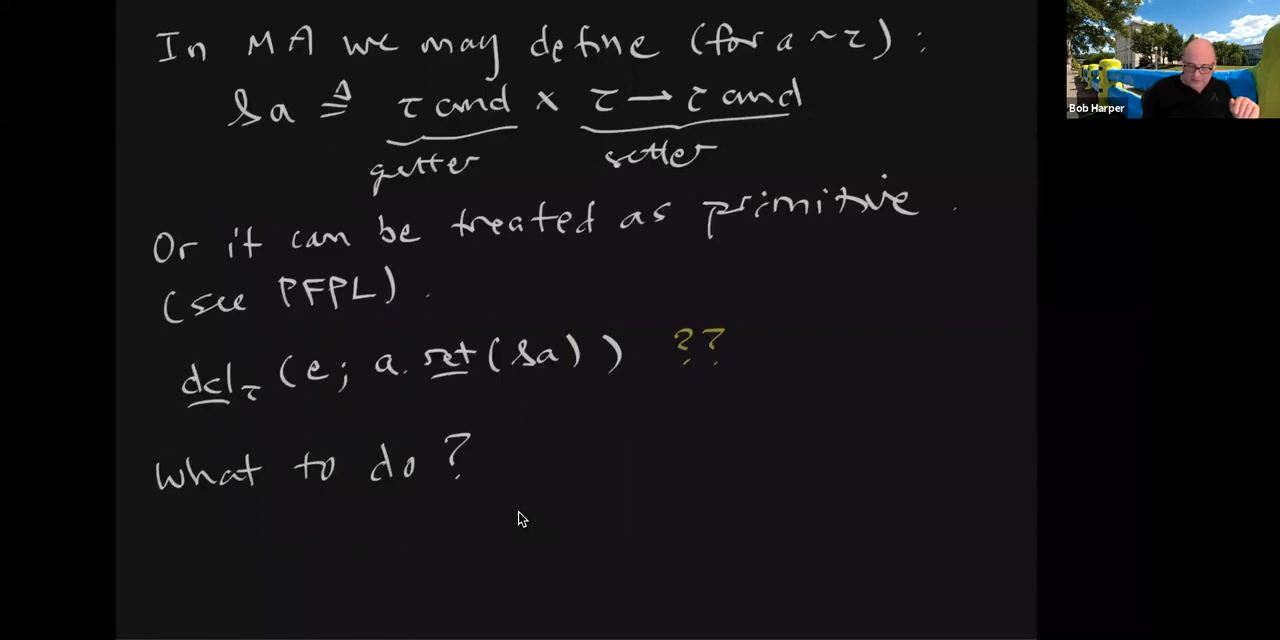 In MA we may define (for a ~ τ) :
&a ≜ τ cmd × τ → τ cmd
getter setter
Or it can be treated as primitive .
(see PFPL) .
dcl τ (e; a. ret (&a)) ??
What to do ?
Bob Harper